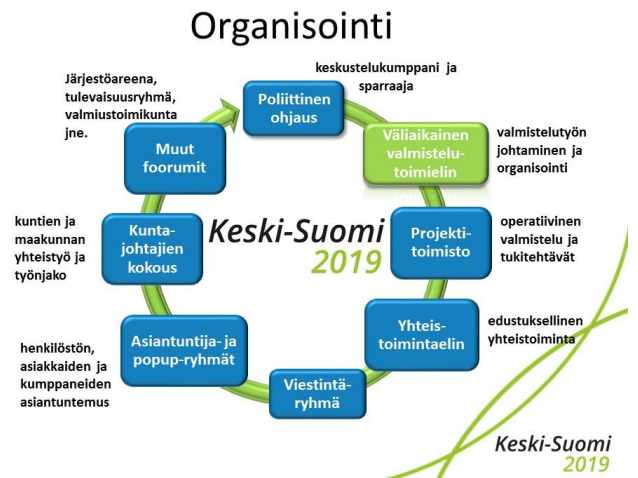 Organisointi
keskustelukumppani ja
sparraaja
Poliittinen
ohjaus
Väliaikainen
valmistelu-
toimielin
valmistelutyön
johtaminen ja
organisointi
Projekti-
toimisto
operatiivinen
valmistelu ja
tukitehtävät
Yhteis-
toimintaelin
edustuksellinen
yhteistoiminta
Viestintä-
ryhmä
Asiantuntija- ja
popup-ryhmät
henkilöstön,
asiakkaiden ja
kumppaneiden
asiantuntemus
Kunta-
johtajien
kokous
kuntien ja
maakunnan
yhteistyö ja
työnjako
Muut
foorumit
Järjestöareena,
tulevaisuusryhmä,
valmiustoimikunta
jne.
Keski-Suomi
2019
Keski-Suomi
2019